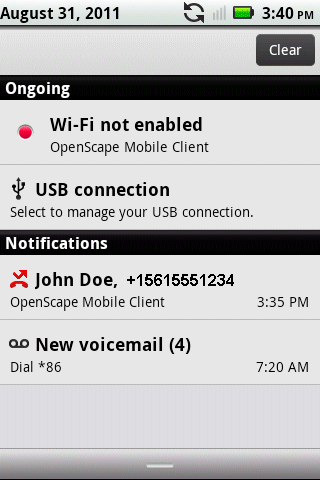 August 31, 2011 3:40 PM
Clear
Ongoing
Wi-Fi not enabled
OpenScape Mobile Client
USB connection
Select to manage your USB connection.
Notifications
John Doe, +15615551234
OpenScape Mobile Client 3:35 PM
New voicemail (4)
Dial *86 7:20 AM